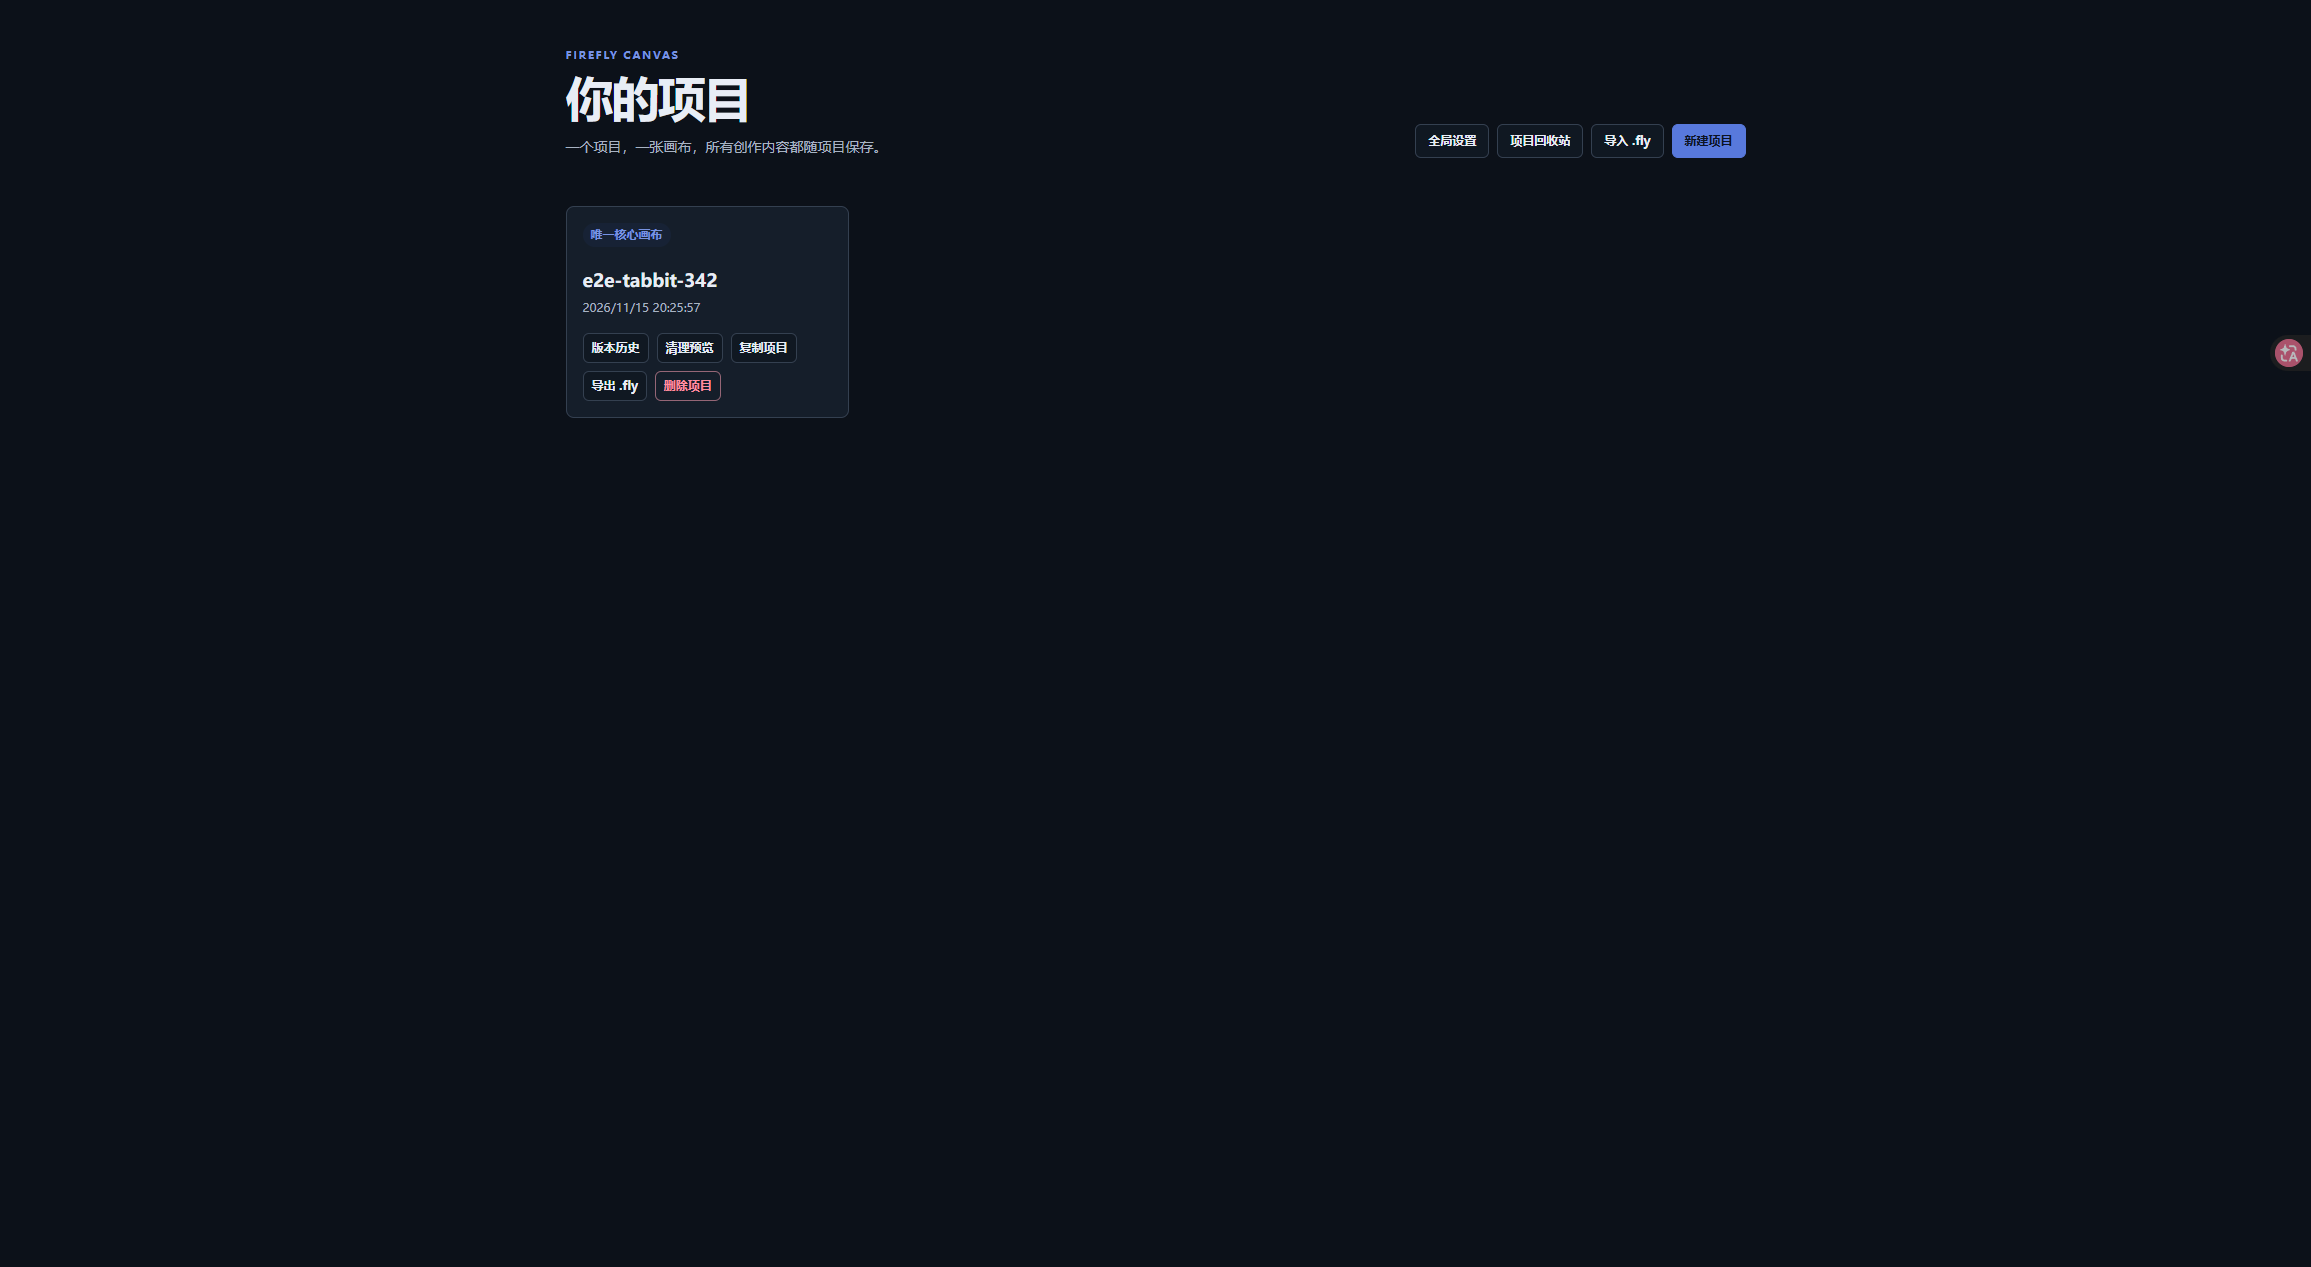 FIREFLY CANVAS
你的项目
一个项目，一张画布，所有创作内容都随项目保存。
全局设置 项目回收站 导入 .fly 新建项目
唯一核心画布
e2e-tabbit-342
2026/11/15 20:25:57
版本历史 清理预览 复制项目
导出 .fly 删除项目